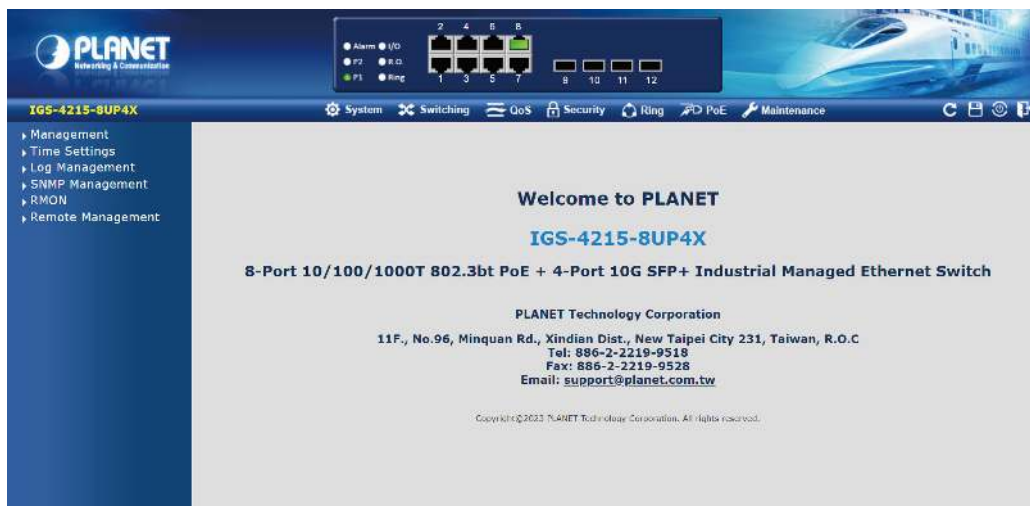 PLANET
Networking & Communication
2 4 6 8
Alarm I/O
P2 R.O.
P1 Ring
1 3 5 7 9 10 11 12
IGS-4215-8UP4X
System Switching QoS Security Ring PoE Maintenance
Management
Time Settings
Log Management
SNMP Management
RMON
Remote Management
Welcome to PLANET
IGS-4215-8UP4X
8-Port 10/100/1000T 802.3bt PoE + 4-Port 10G SFP+ Industrial Managed Ethernet Switch
PLANET Technology Corporation
11F., No.96, Minquan Rd., Xindian Dist., New Taipei City 231, Taiwan, R.O.C
Tel: 886-2-2219-9518
Fax: 886-2-2219-9528
Email: support@planet.com.tw
Copyright©2023 PLANET Technology Corporation. All rights reserved.